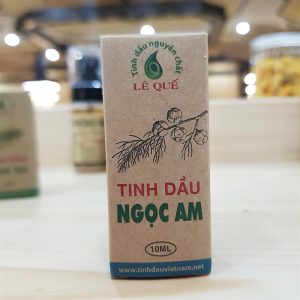 Tinh dầu nguyên chất
LÊ QUẾ
TINH DẦU
NGỌC AM
10ML
www.tinhdauvietnam.net